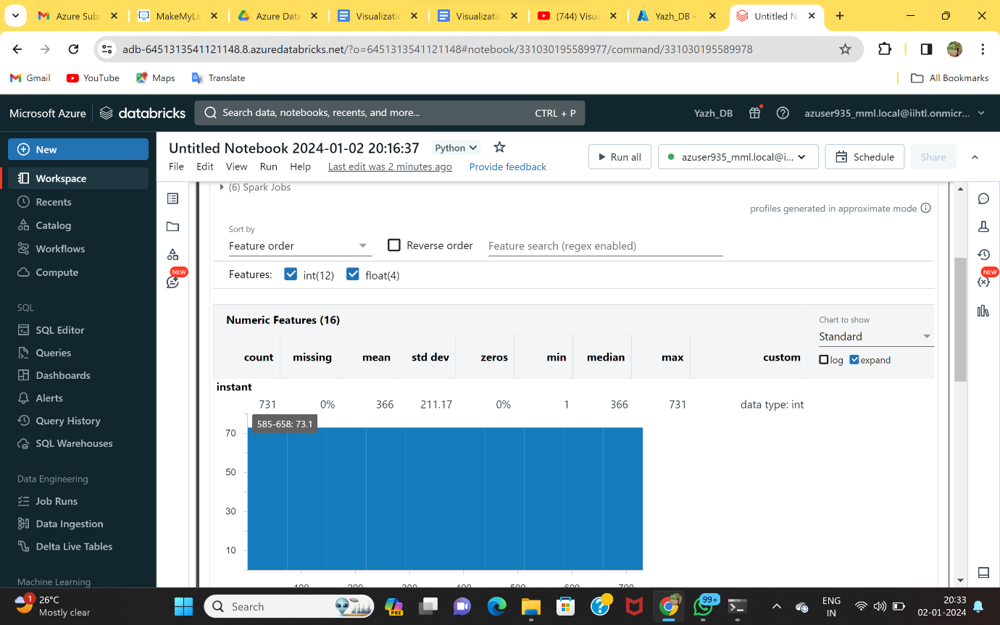 Azure Subs
MakeMyLa
Azure Data
Visualizatio
Visualizatio
(744) Visua
Yazh_DB -
Untitled N
adb-6451313541121148.8.azuredatabricks.net/?o=6451313541121148#notebook/331030195589977/command/331030195589978
Gmail
YouTube
Maps
Translate
All Bookmarks
Microsoft Azure
databricks
Search data, notebooks, recents, and more...
CTRL + P
Yazh_DB
azuser935_mml.local@iihtl.onmicr...
New
Workspace
Recents
Catalog
Workflows
Compute
SQL
SQL Editor
Queries
Dashboards
Alerts
Query History
SQL Warehouses
Data Engineering
Job Runs
Data Ingestion
Delta Live Tables
Machine Learning
Untitled Notebook 2024-01-02 20:16:37
Python
File Edit View Run Help Last edit was 2 minutes ago Provide feedback
Run all
azuser935_mml.local@i...
Schedule
Share
NEW
NEW
(6) Spark Jobs
profiles generated in approximate mode
Sort by
Feature order
Reverse order
Feature search (regex enabled)
Features: int(12) float(4)
Numeric Features (16)
Chart to show
Standard
log expand
count missing mean std dev zeros min median max custom
instant
731 0% 366 211.17 0% 1 366 731 data type: int
585-658: 73.1
70
50
30
10
100 200 300 400 500 600 700
1
26°C
Mostly clear
Search
PRE
99+
ENG
IN
20:33
02-01-2024